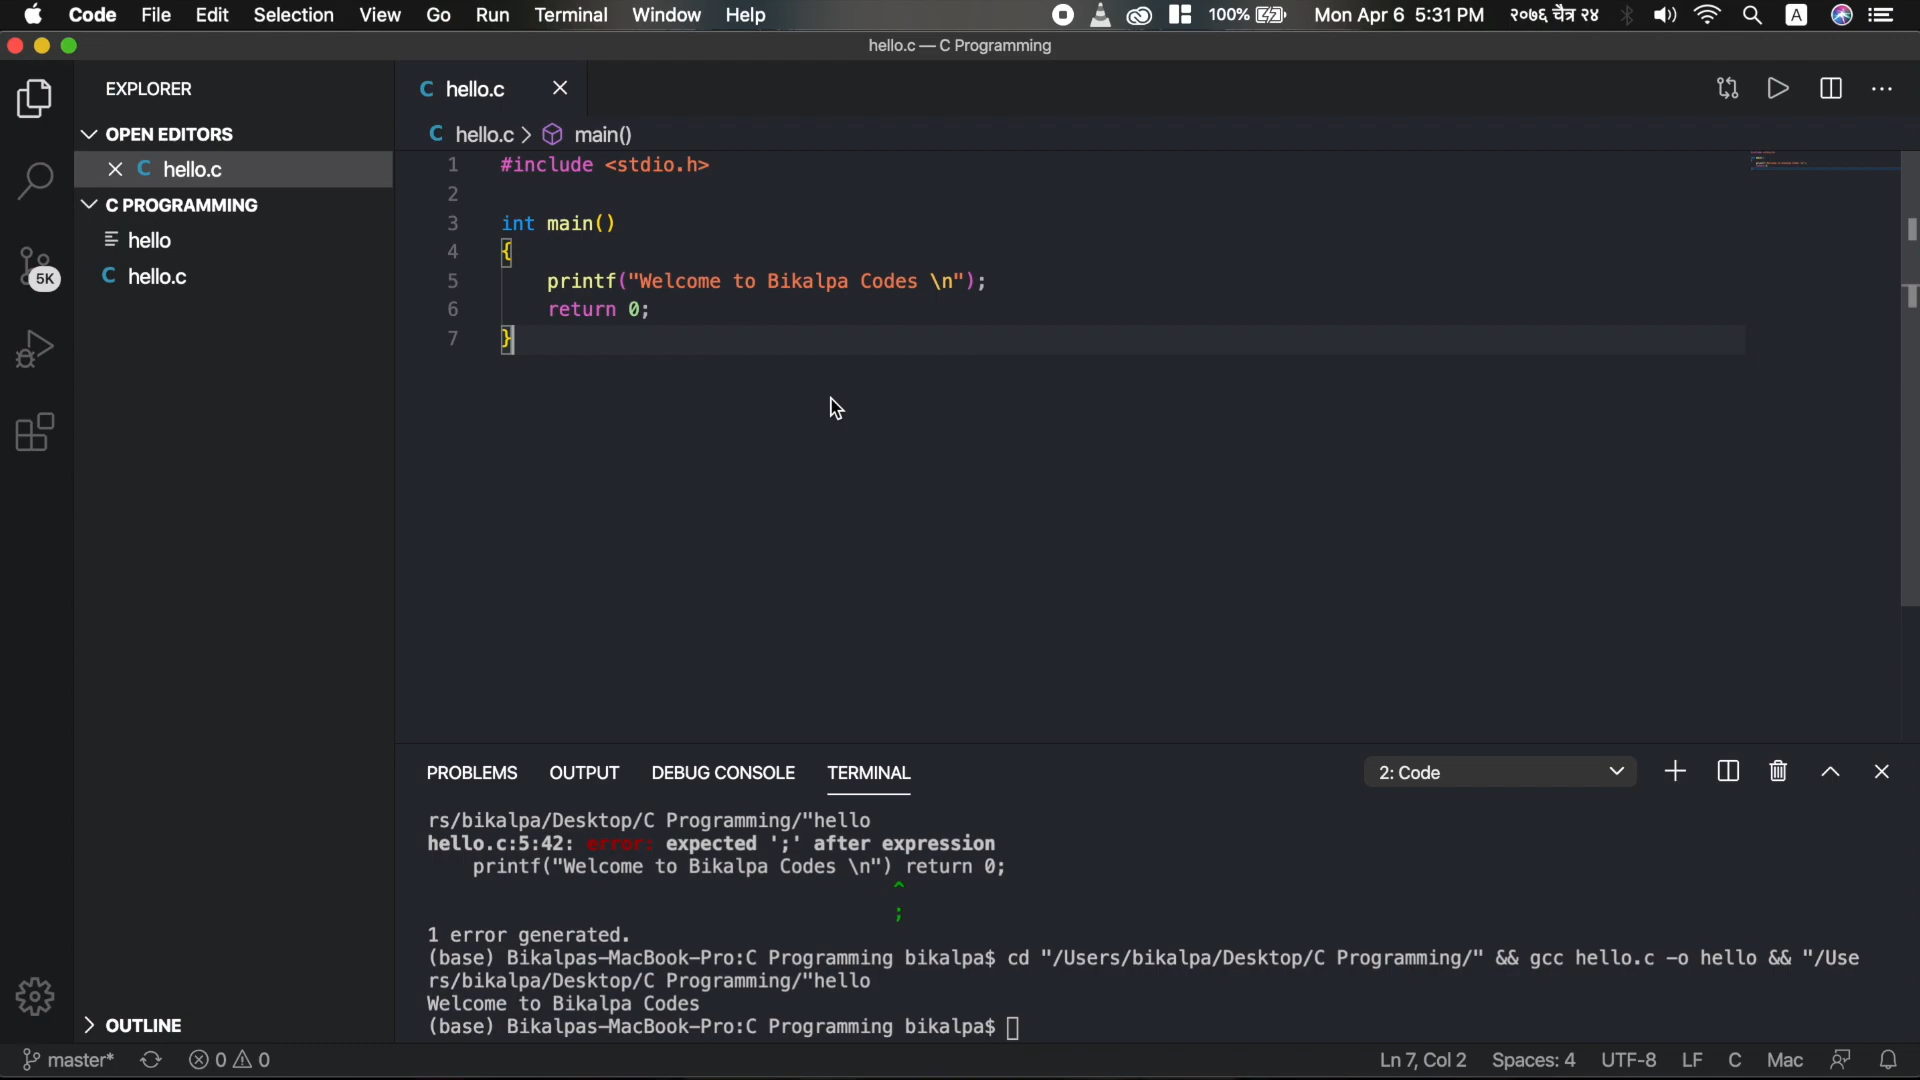 Code File Edit Selection View Go Run Terminal Window Help 100% Mon Apr 6 5:31 PM २०७६ चैत्र २४ A
hello.c — C Programming
EXPLORER
OPEN EDITORS
C hello.c
C PROGRAMMING
hello
C hello.c
5K
OUTLINE
C hello.c
C hello.c > main()
1 #include <stdio.h>
2
3 int main()
4 {
5 printf("Welcome to Bikalpa Codes \n");
6 return 0;
7 }
PROBLEMS OUTPUT DEBUG CONSOLE TERMINAL 2: Code
rs/bikalpa/Desktop/C Programming/"hello
hello.c:5:42: error: expected ';' after expression
printf("Welcome to Bikalpa Codes \n") return 0;
^
;
1 error generated.
(base) Bikalpas-MacBook-Pro:C Programming bikalpa$ cd "/Users/bikalpa/Desktop/C Programming/" && gcc hello.c -o hello && "/Use
rs/bikalpa/Desktop/C Programming/"hello
Welcome to Bikalpa Codes
(base) Bikalpas-MacBook-Pro:C Programming bikalpa$
master* 0 0 Ln 7, Col 2 Spaces: 4 UTF-8 LF C Mac